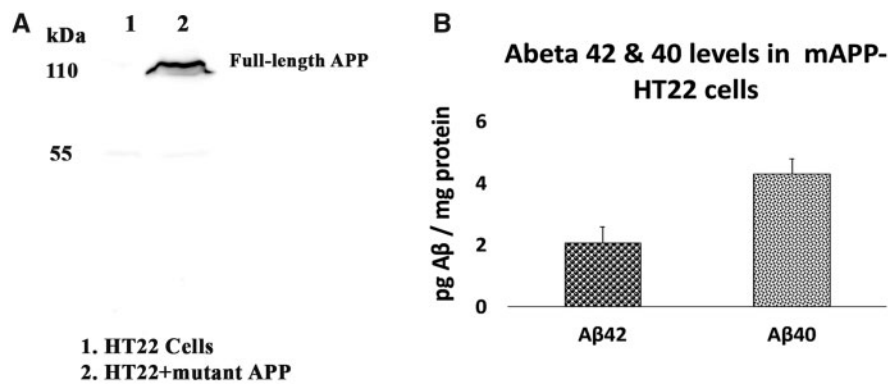 A
kDa
1 2
110
Full-length APP
55
1. HT22 Cells
2. HT22+mutant APP
B
Abeta 42 & 40 levels in mAPP-
HT22 cells
pg Aβ / mg protein
6
4
2
0
Aβ42 Aβ40